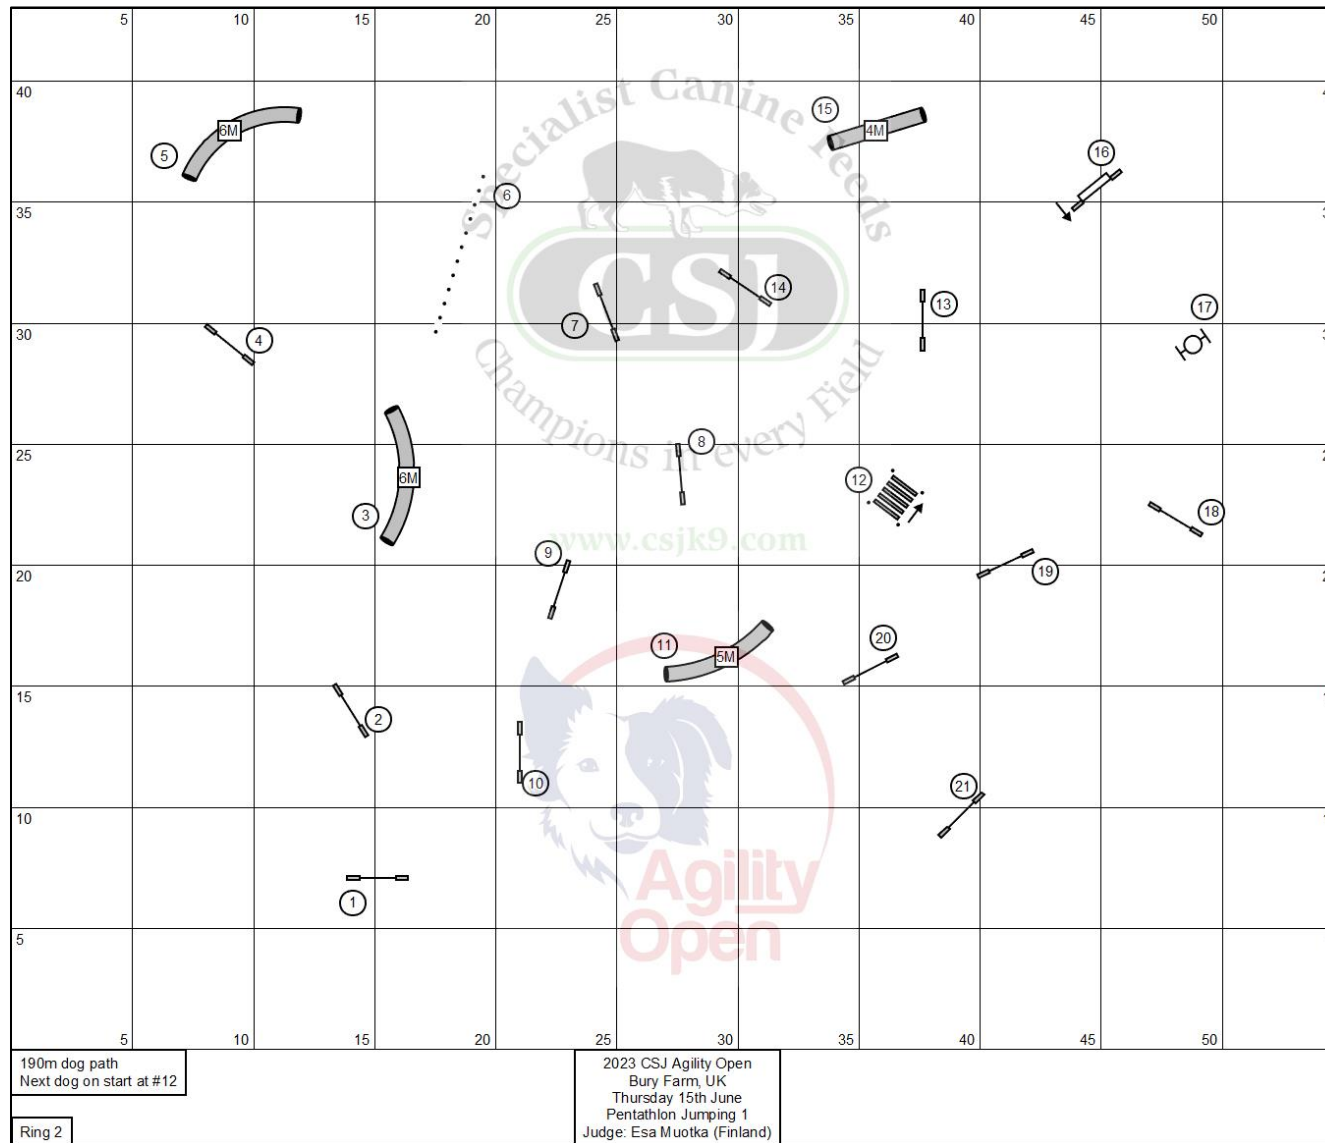 5 10 15 20 25 30 35 40 45 50
40
Specialist Canine Feeds
15
4M
6M
5
16
6
35
CSJ
14
13
17
7
4
30
Champions in every Field
8
25
12
6M
3
18
www.csjk9.com
9
20
19
20
11
5M
15
2
10
21
10
Agility
Open
1
5
5 10 15 20 25 30 35 40 45 50
190m dog path
Next dog on start at #12
Ring 2
2023 CSJ Agility Open
Bury Farm, UK
Thursday 15th June
Pentathlon Jumping 1
Judge: Esa Muotka (Finland)